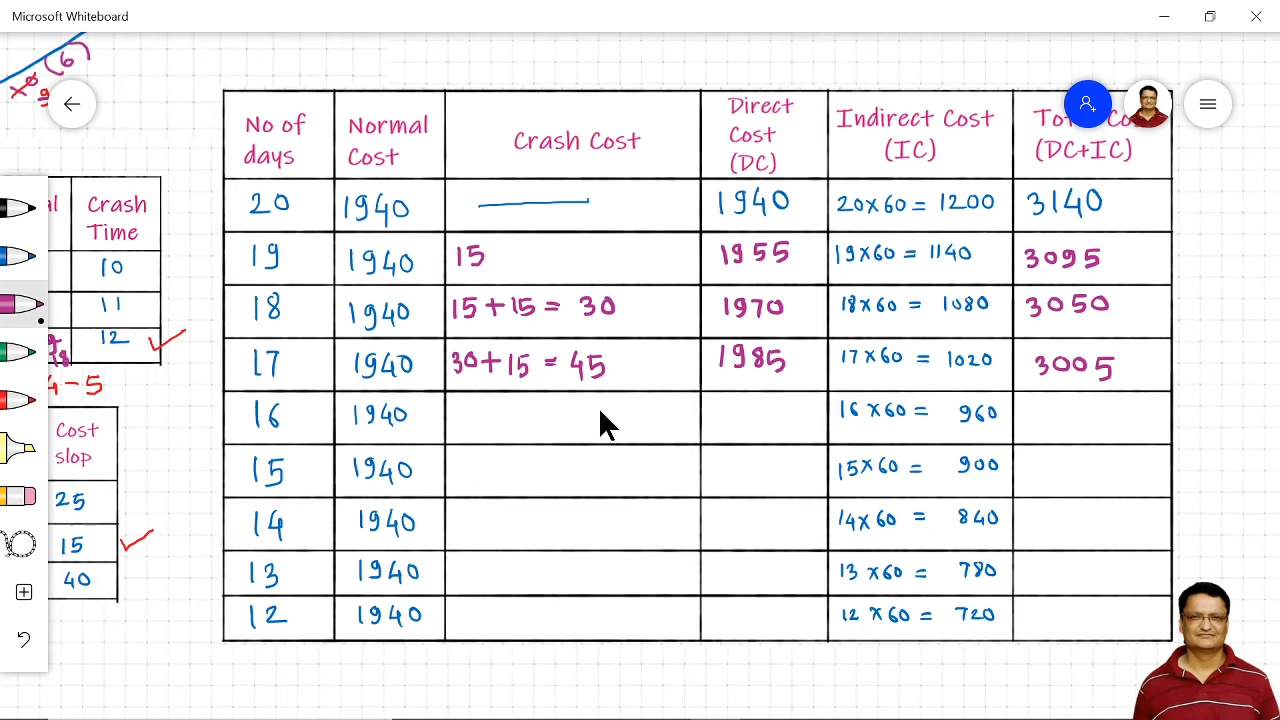 Microsoft Whiteboard
(6)
No of days
Normal Cost
Crash Cost
Direct Cost (DC)
Indirect Cost (IC)
(DC+IC)
20 1940 1940 20x60 = 1200 3140
19 1940 15 1955 19x60 = 1140 3095
18 1940 15+15 = 30 1970 18x60 = 1080 3050
17 1940 30+15 = 45 1985 17x60 = 1020 3005
16 1940 16x60 = 960
15 1940 15x60 = 900
14 1940 14x60 = 840
13 1940 13x60 = 780
12 1940 12x60 = 720
Crash
Time
10
11
12
4-5
Cost
slop
25
15
40